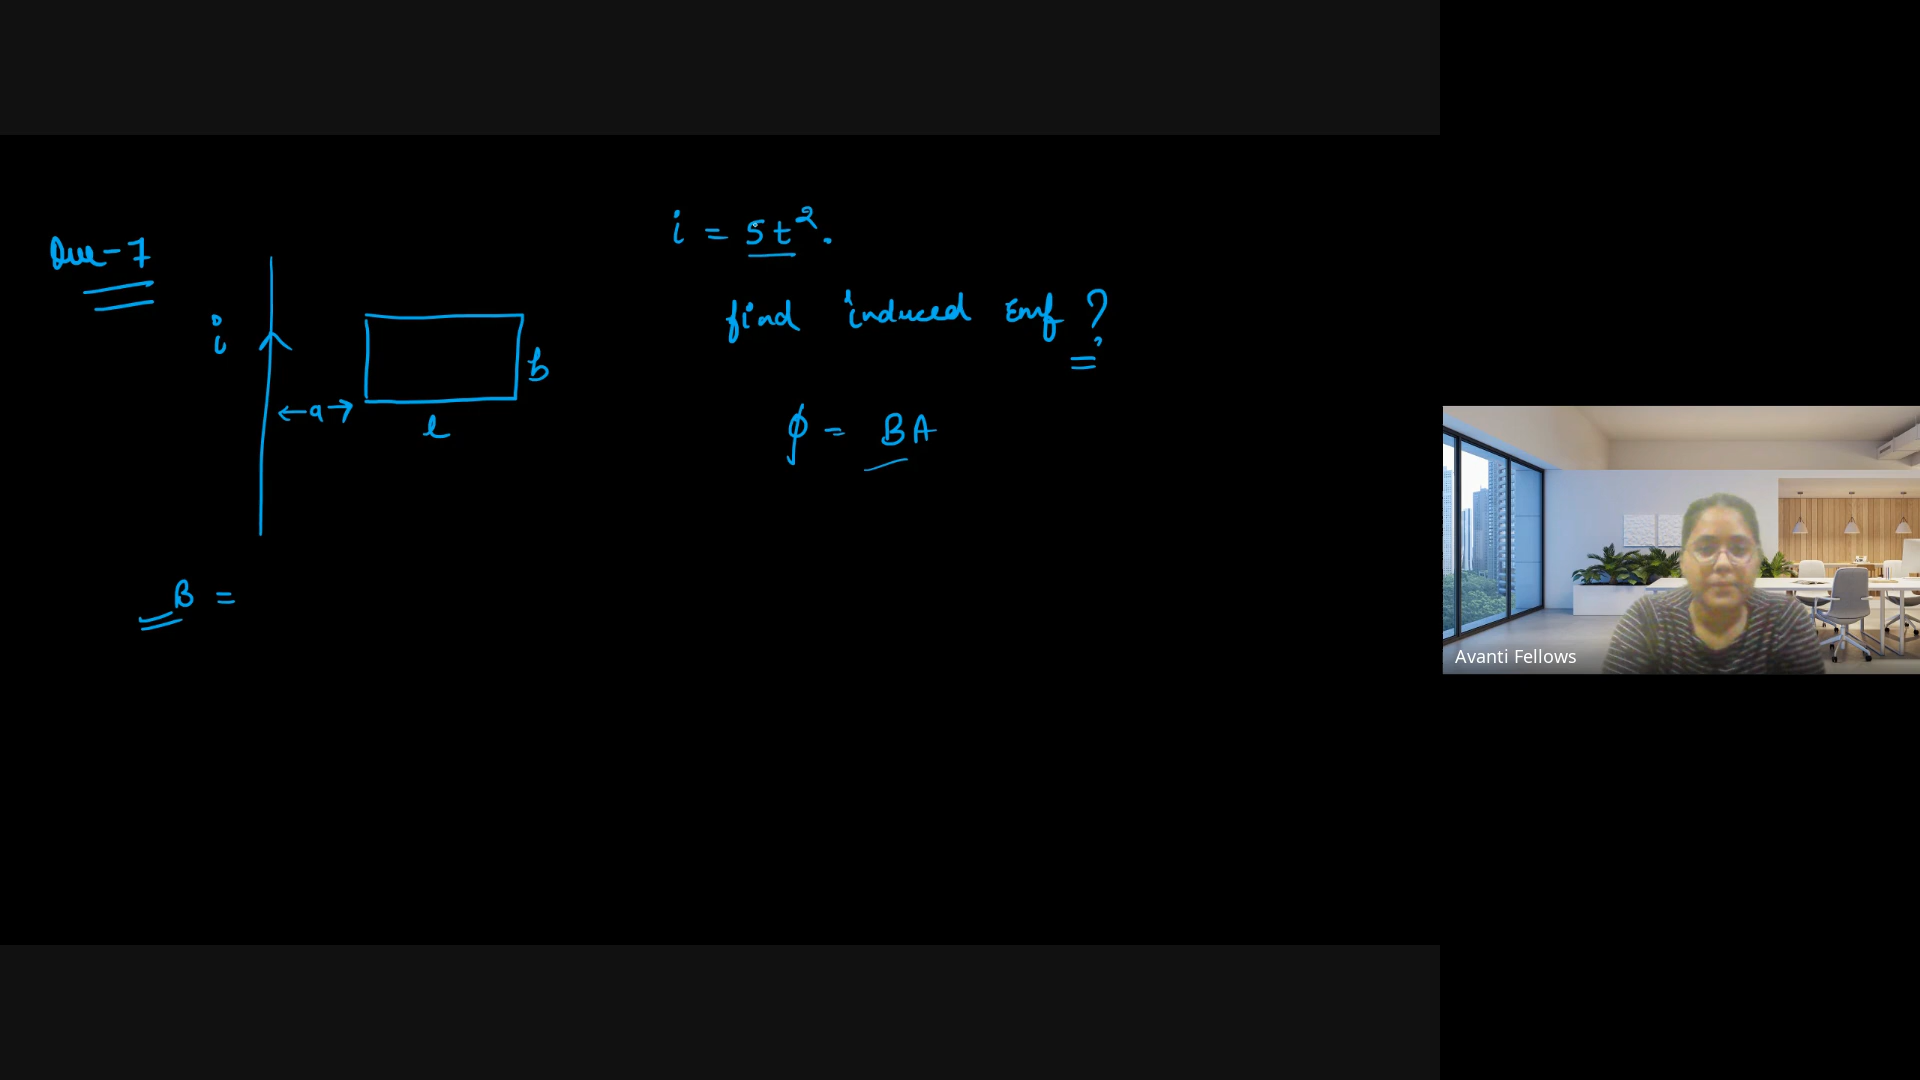 Que-7
i = 5t².
i
find induced Emf ?
b
←a→
l
φ = BA
B =
Avanti Fellows